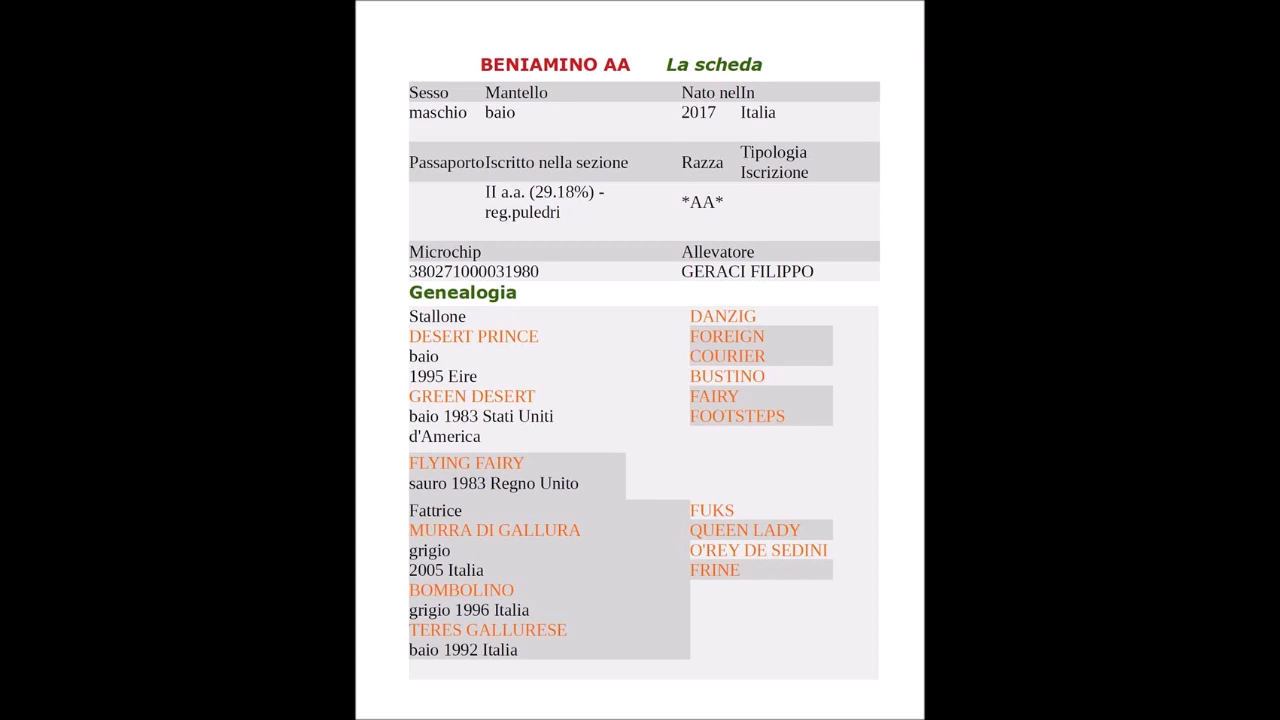 BENIAMINO AA La scheda
Sesso Mantello Nato nelIn
maschio baio 2017 Italia
PassaportoIscritto nella sezione Razza Tipologia Iscrizione
II a.a. (29.18%) -
reg.puledri
*AA*
Microchip Allevatore
380271000031980 GERACI FILIPPO
Genealogia
Stallone
DESERT PRINCE
baio
1995 Eire
GREEN DESERT
baio 1983 Stati Uniti
d'America
FLYING FAIRY
sauro 1983 Regno Unito
DANZIG
FOREIGN
COURIER
BUSTINO
FAIRY
FOOTSTEPS
Fattrice
MURRA DI GALLURA
grigio
2005 Italia
BOMBOLINO
grigio 1996 Italia
TERES GALLURESE
baio 1992 Italia
FUKS
QUEEN LADY
O'REY DE SEDINI
FRINE